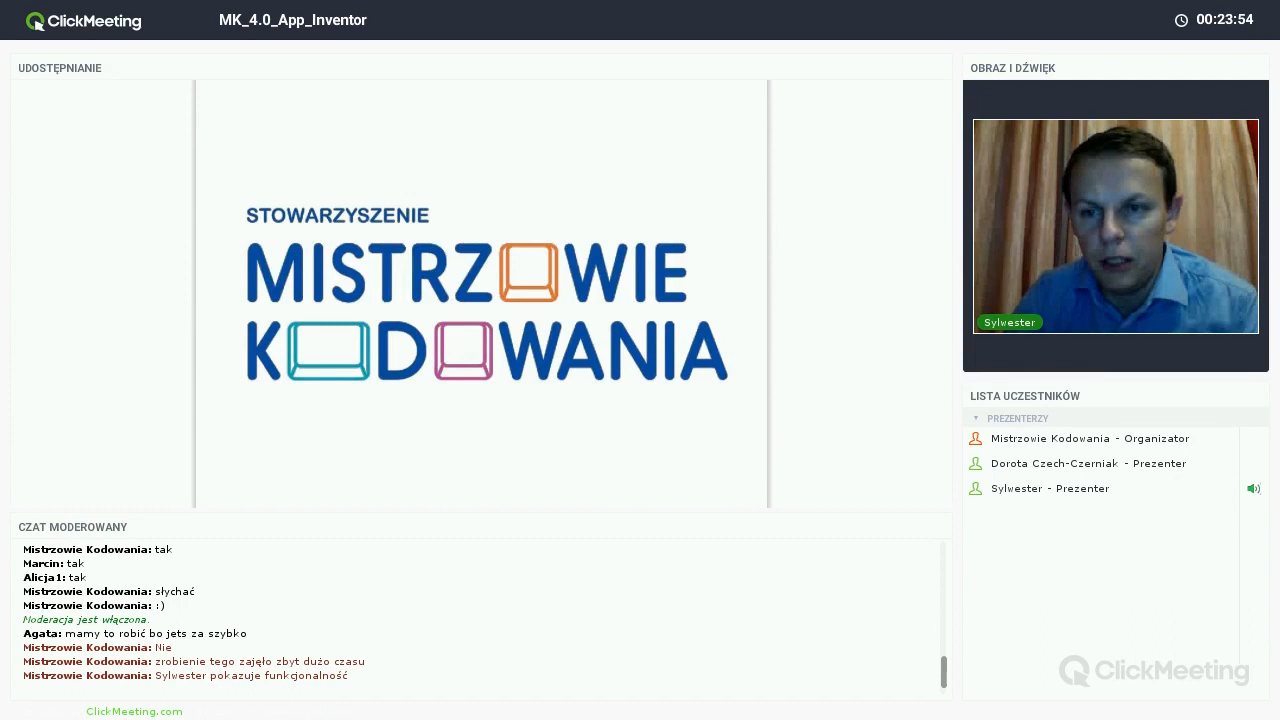 ClickMeeting
MK_4.0_App_Inventor
00:23:54
UDOSTĘPNIANIE
STOWARZYSZENIE
MISTRZOWIE
KODOWANIA
OBRAZ I DŹWIĘK
Sylwester
LISTA UCZESTNIKÓW
PREZENTERZY
Mistrzowie Kodowania - Organizator
Dorota Czech-Czerniak - Prezenter
Sylwester - Prezenter
CZAT MODEROWANY
Mistrzowie Kodowania: tak
Marcin: tak
Alicja1: tak
Mistrzowie Kodowania: słychać
Mistrzowie Kodowania: :)
Moderacja jest włączona.
Agata: mamy to robić bo jets za szybko
Mistrzowie Kodowania: Nie
Mistrzowie Kodowania: zrobienie tego zajęło zbyt dużo czasu
Mistrzowie Kodowania: Sylwester pokazuje funkcjonalność
ClickMeeting
ClickMeeting.com